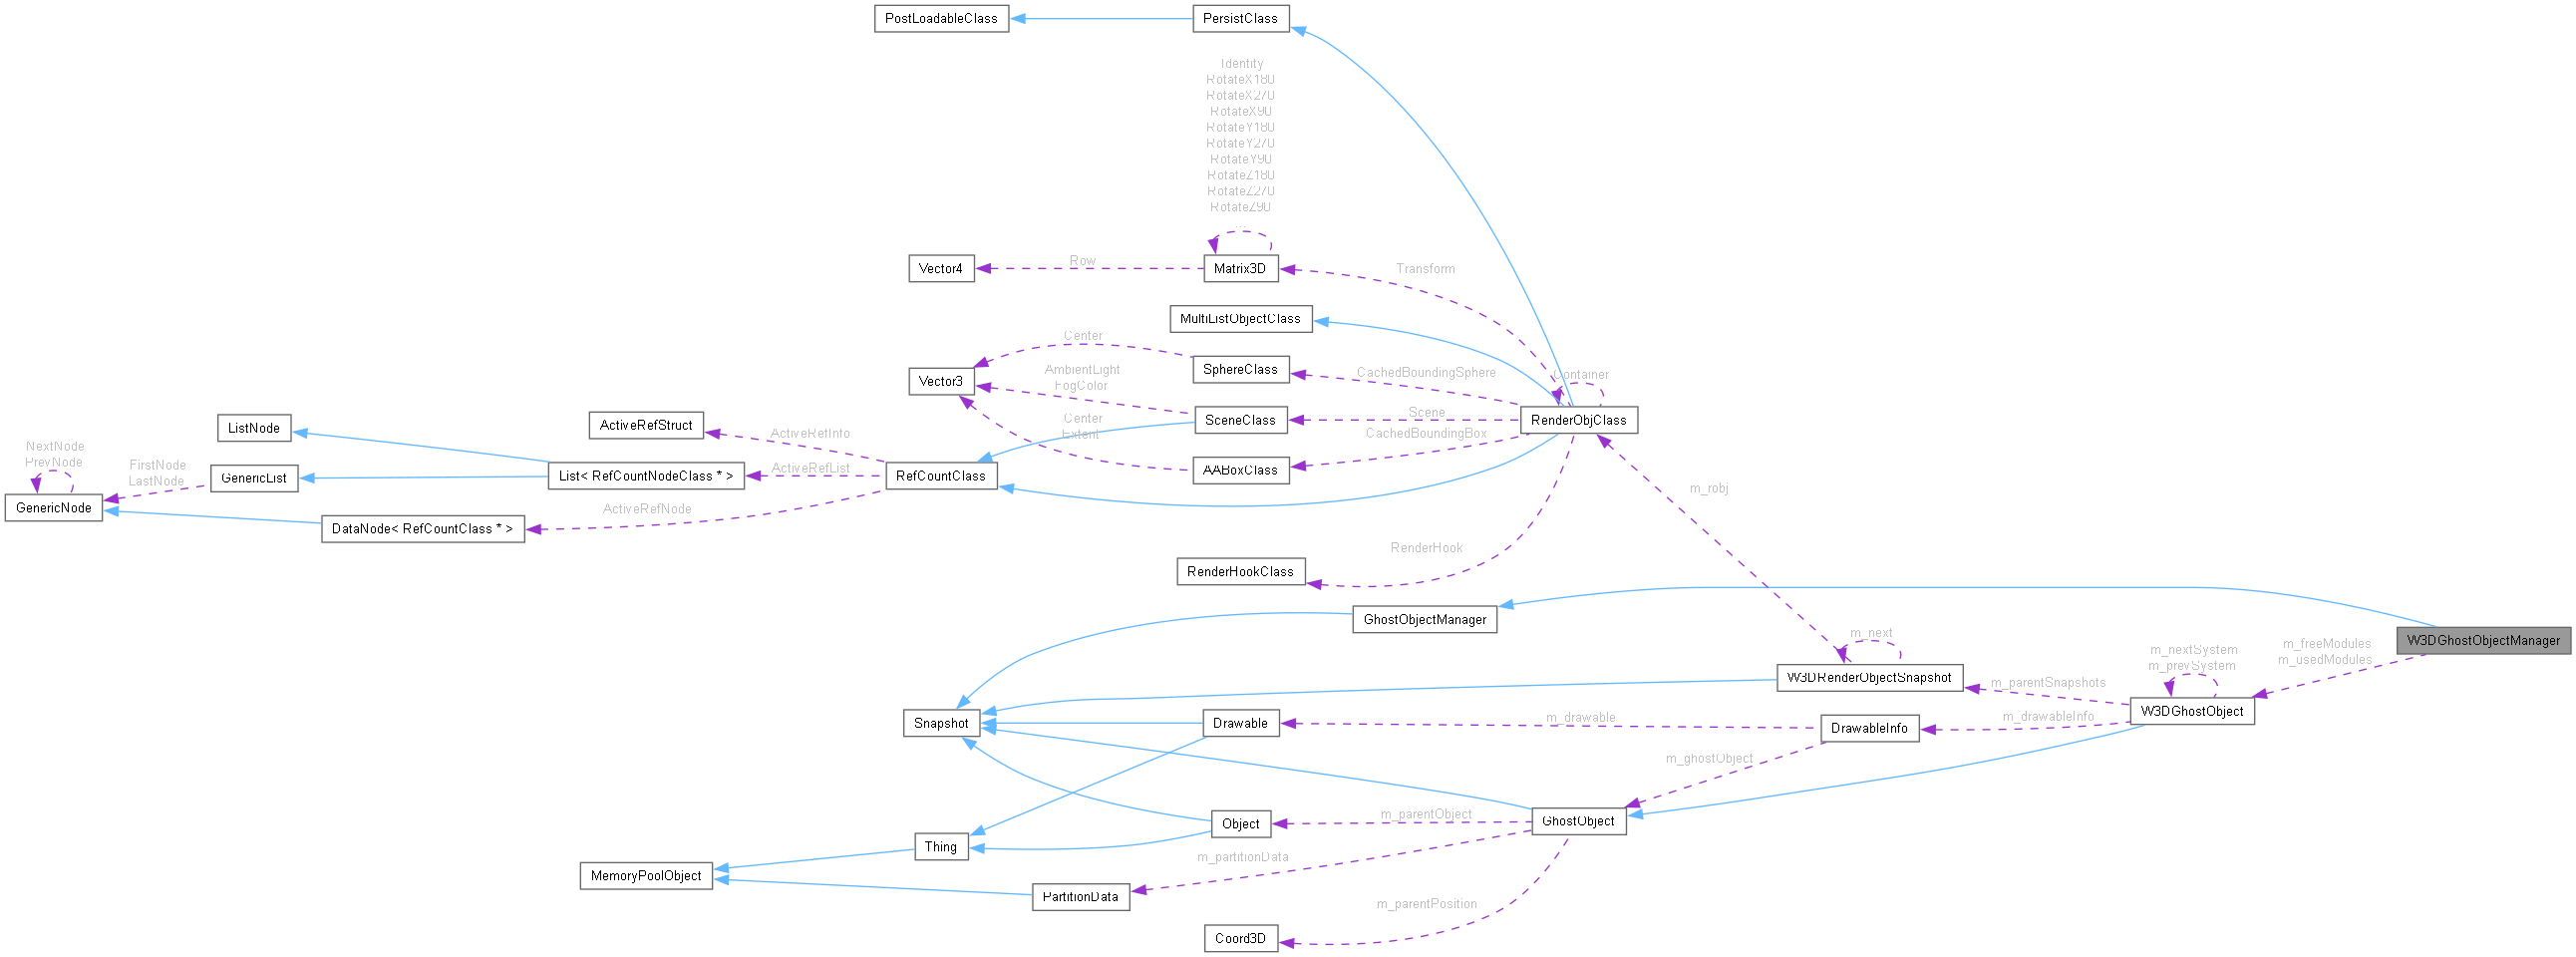 PostLoadableClass
PersistClass
Identity
RotateX180
RotateX270
RotateX90
RotateY180
RotateY270
RotateY90
RotateZ180
RotateZ270
RotateZ90
...
Vector4
Row
Matrix3D
Transform
MultiListObjectClass
Center
SphereClass
CachedBoundingSphere
Container
Vector3
AmbientLight
FogColor
SceneClass
Scene
RenderObjClass
Center
Extent
AABoxClass
CachedBoundingBox
ListNode
ActiveRefStruct
ActiveRefInfo
NextNode
PrevNode
GenericNode
FirstNode
LastNode
GenericList
List< RefCountNodeClass * >
ActiveRefList
RefCountClass
DataNode< RefCountClass * >
ActiveRefNode
m_robj
RenderHook
RenderHookClass
GhostObjectManager
W3DGhostObjectManager
m_next
W3DRenderObjectSnapshot
m_nextSystem
m_prevSystem
m_freeModules
m_usedModules
m_parentSnapshots
W3DGhostObject
Snapshot
Drawable
m_drawable
DrawableInfo
m_drawableInfo
m_ghostObject
Object
m_parentObject
GhostObject
Thing
m_partitionData
MemoryPoolObject
PartitionData
m_parentPosition
Coord3D